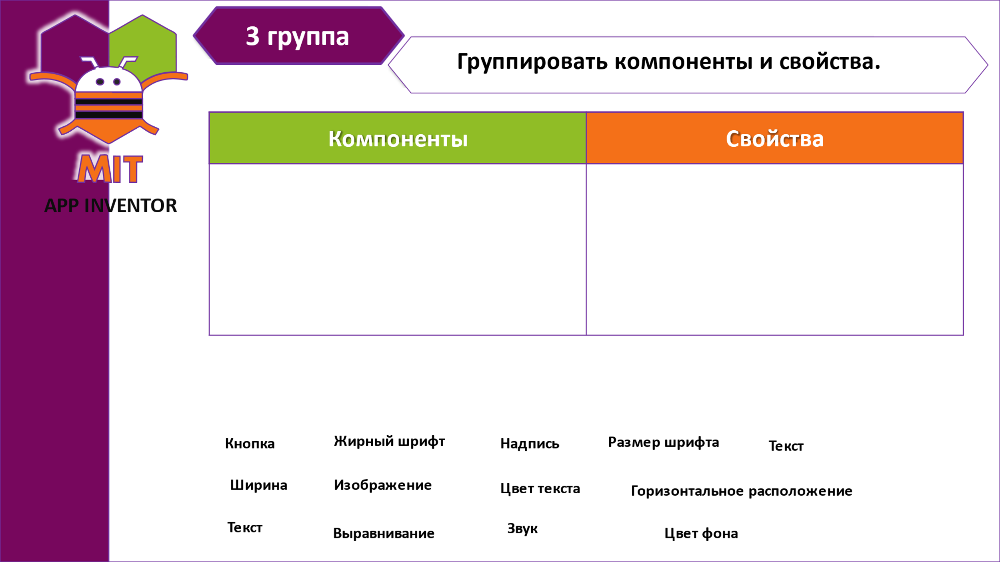 3 группа
Группировать компоненты и свойства.
MIT
APP INVENTOR
Компоненты
Свойства
Кнопка
Жирный шрифт
Надпись
Размер шрифта
Текст
Ширина
Изображение
Цвет текста
Горизонтальное расположение
Текст
Выравнивание
Звук
Цвет фона